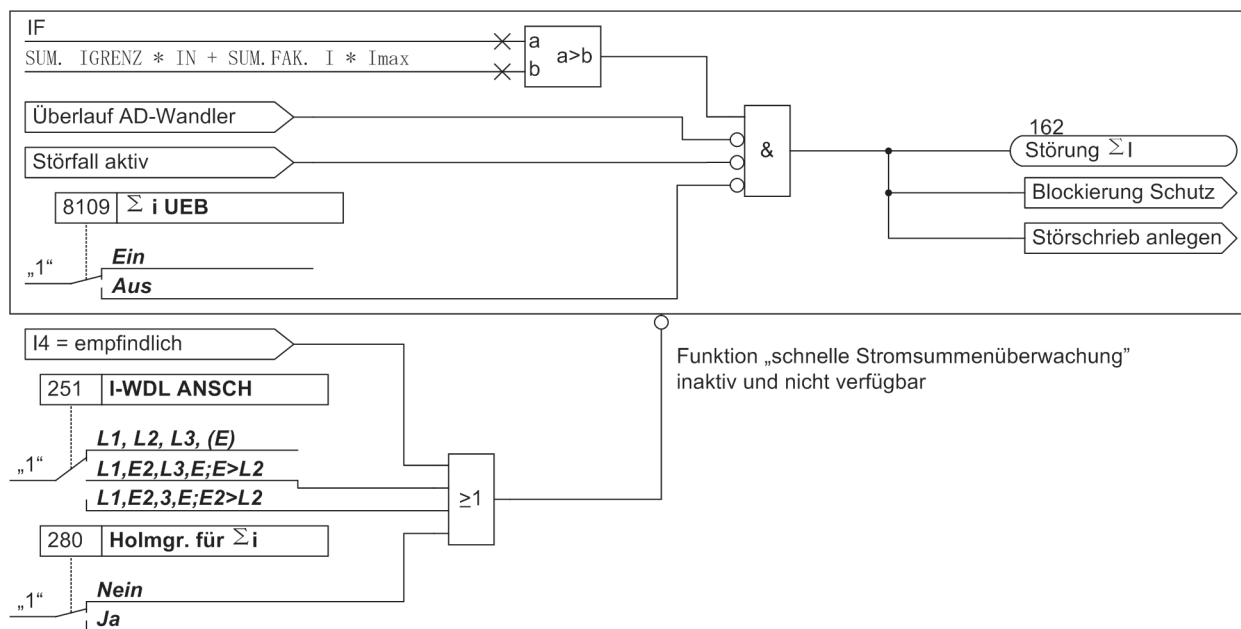 IF
SUM. IGRENZ * IN + SUM.FAK. I * Imax
a
b
a>b
Überlauf AD-Wandler
Störfall aktiv
&
162
Störung ∑I
Blockierung Schutz
Störschrieb anlegen
8109 ∑ i UEB
„1“
Ein
Aus
I4 = empfindlich
Funktion „schnelle Stromsummenüberwachung”
inaktiv und nicht verfügbar
251 I-WDL ANSCH
„1“
L1, L2, L3, (E)
L1,E2,L3,E;E>L2
L1,E2,3,E;E2>L2
≥1
280 Holmgr. für ∑i
„1“
Nein
Ja